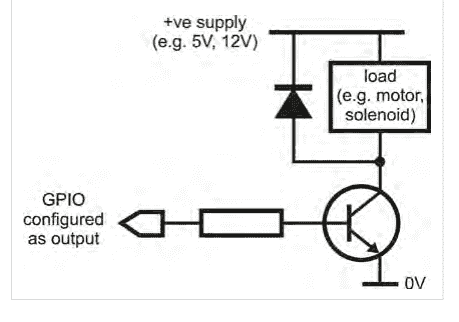 +ve supply
(e.g. 5V, 12V)
load
(e.g. motor,
solenoid)
GPIO
configured
as output
0V